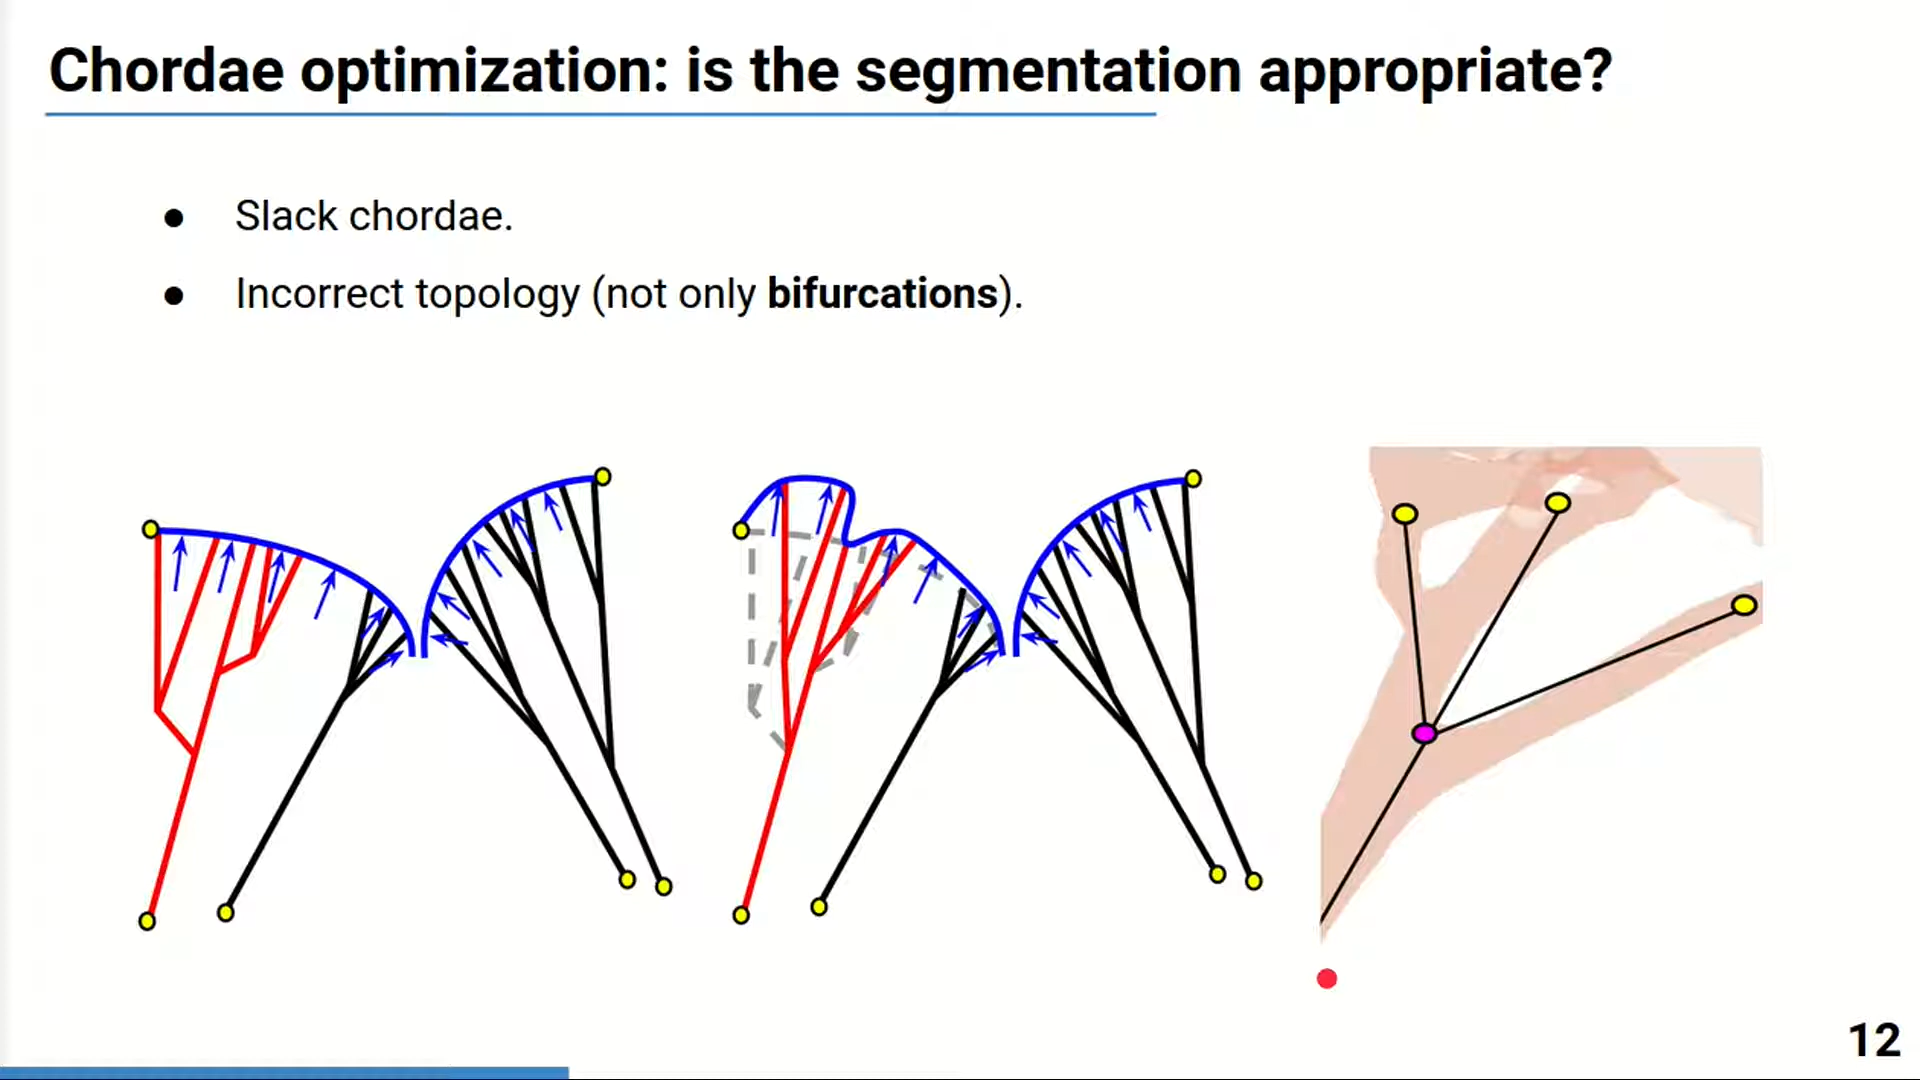 Chordae optimization: is the segmentation appropriate?
● Slack chordae.
● Incorrect topology (not only bifurcations).
12